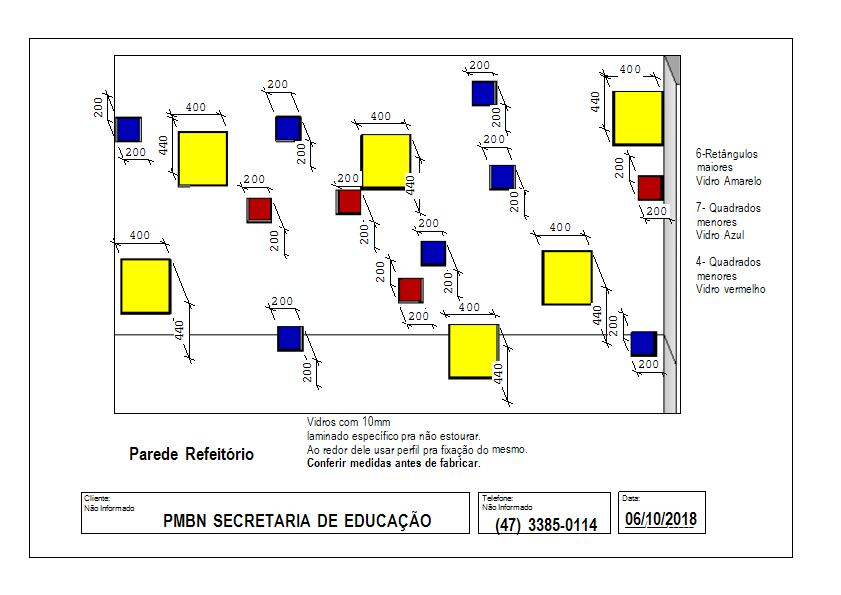 200
200
400
440
200
200
400
440
200
200
400
440
200
200
200
200
200
200
200
200
200
200
200
200
400
440
400
440
200
200
400
440
400
440
200
200
6-Retângulos
maiores
Vidro Amarelo
7- Quadrados
menores
Vidro Azul
4- Quadrados
menores
Vidro vermelho
Parede Refeitório
Vidros com 10mm
laminado específico pra não estourar.
Ao redor dele usar perfil pra fixação do mesmo.
Conferir medidas antes de fabricar.
Cliente:
Não Informado
PMBN SECRETARIA DE EDUCAÇÃO
Telefone:
Não Informado
(47) 3385-0114
Data:
06/10/2018